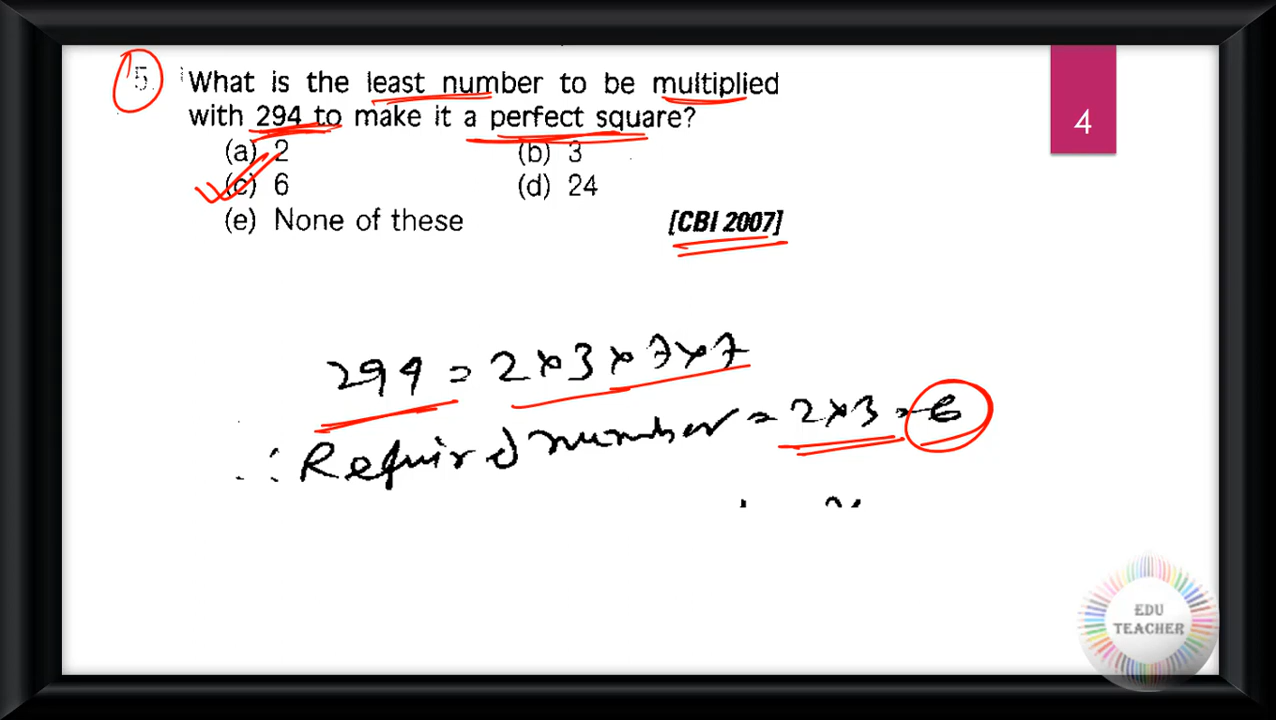 5. What is the least number to be multiplied
4
with 294 to make it a perfect square?
(a) 2 (b) 3
(c) 6 (d) 24
(e) None of these [CBI 2007]
294 = 2×3×7×7
∴ Required number = 2×3 = 6
EDU
TEACHER